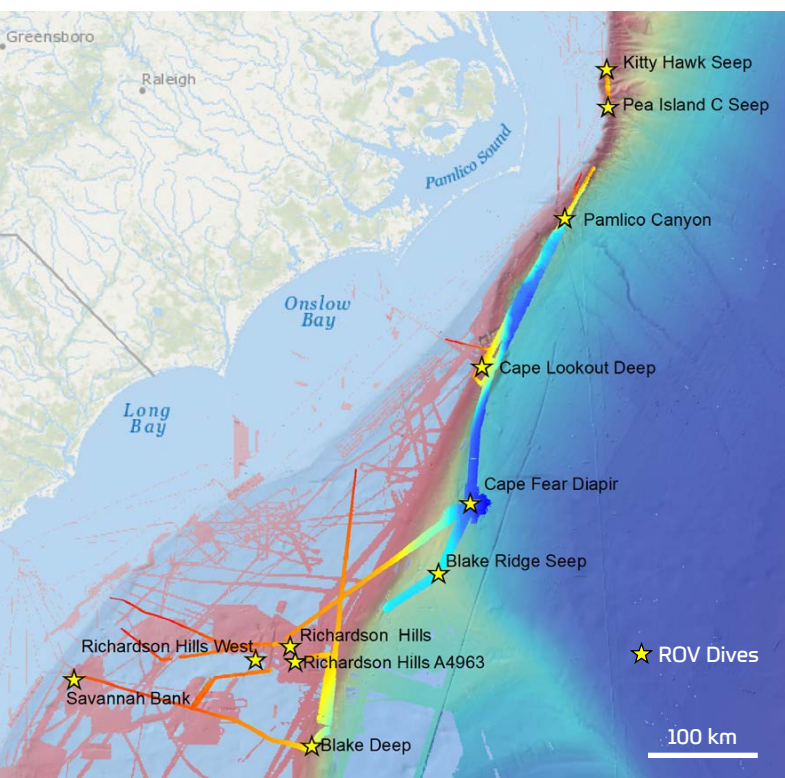 Greensboro
Kitty Hawk Seep
Raleigh
Pea Island C Seep
Pamlico Sound
Pamlico Canyon
Onslow
Bay
Cape Lookout Deep
Long
Bay
Cape Fear Diapir
Blake Ridge Seep
Richardson Hills
Richardson Hills West
Richardson Hills A4963
ROV Dives
Savannah Bank
100 km
Blake Deep